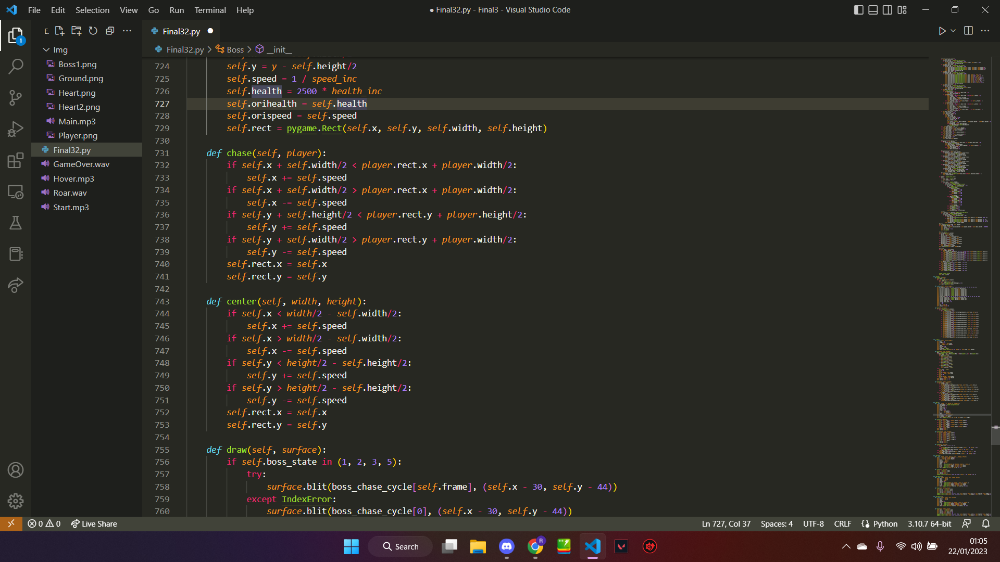 File Edit Selection View Go Run Terminal Help
● Final32.py - Final3 - Visual Studio Code
E.
Final32.py
Final32.py > Boss > __init__
1
Img
Boss1.png
Ground.png
Heart.png
Heart2.png
Main.mp3
Player.png
Final32.py
GameOver.wav
Hover.mp3
Roar.wav
Start.mp3
724 self.y = y - self.height/2
725 self.speed = 1 / speed_inc
726 self.health = 2500 * health_inc
727 self.orihealth = self.health
728 self.orispeed = self.speed
729 self.rect = pygame.Rect(self.x, self.y, self.width, self.height)
730
731 def chase(self, player):
732 if self.x + self.width/2 < player.rect.x + player.width/2:
733 self.x += self.speed
734 if self.x + self.width/2 > player.rect.x + player.width/2:
735 self.x -= self.speed
736 if self.y + self.height/2 < player.rect.y + player.height/2:
737 self.y += self.speed
738 if self.y + self.width/2 > player.rect.y + player.width/2:
739 self.y -= self.speed
740 self.rect.x = self.x
741 self.rect.y = self.y
742
743 def center(self, width, height):
744 if self.x < width/2 - self.width/2:
745 self.x += self.speed
746 if self.x > width/2 - self.width/2:
747 self.x -= self.speed
748 if self.y < height/2 - self.height/2:
749 self.y += self.speed
750 if self.y > height/2 - self.height/2:
751 self.y -= self.speed
752 self.rect.x = self.x
753 self.rect.y = self.y
754
755 def draw(self, surface):
756 if self.boss_state in (1, 2, 3, 5):
757 try:
758 surface.blit(boss_chase_cycle[self.frame], (self.x - 30, self.y - 44))
759 except IndexError:
760 surface.blit(boss_chase_cycle[0], (self.x - 30, self.y - 44))
0 0 Live Share
Ln 727, Col 37 Spaces: 4 UTF-8 CRLF Python 3.10.7 64-bit
Search
R
01:05
22/01/2023